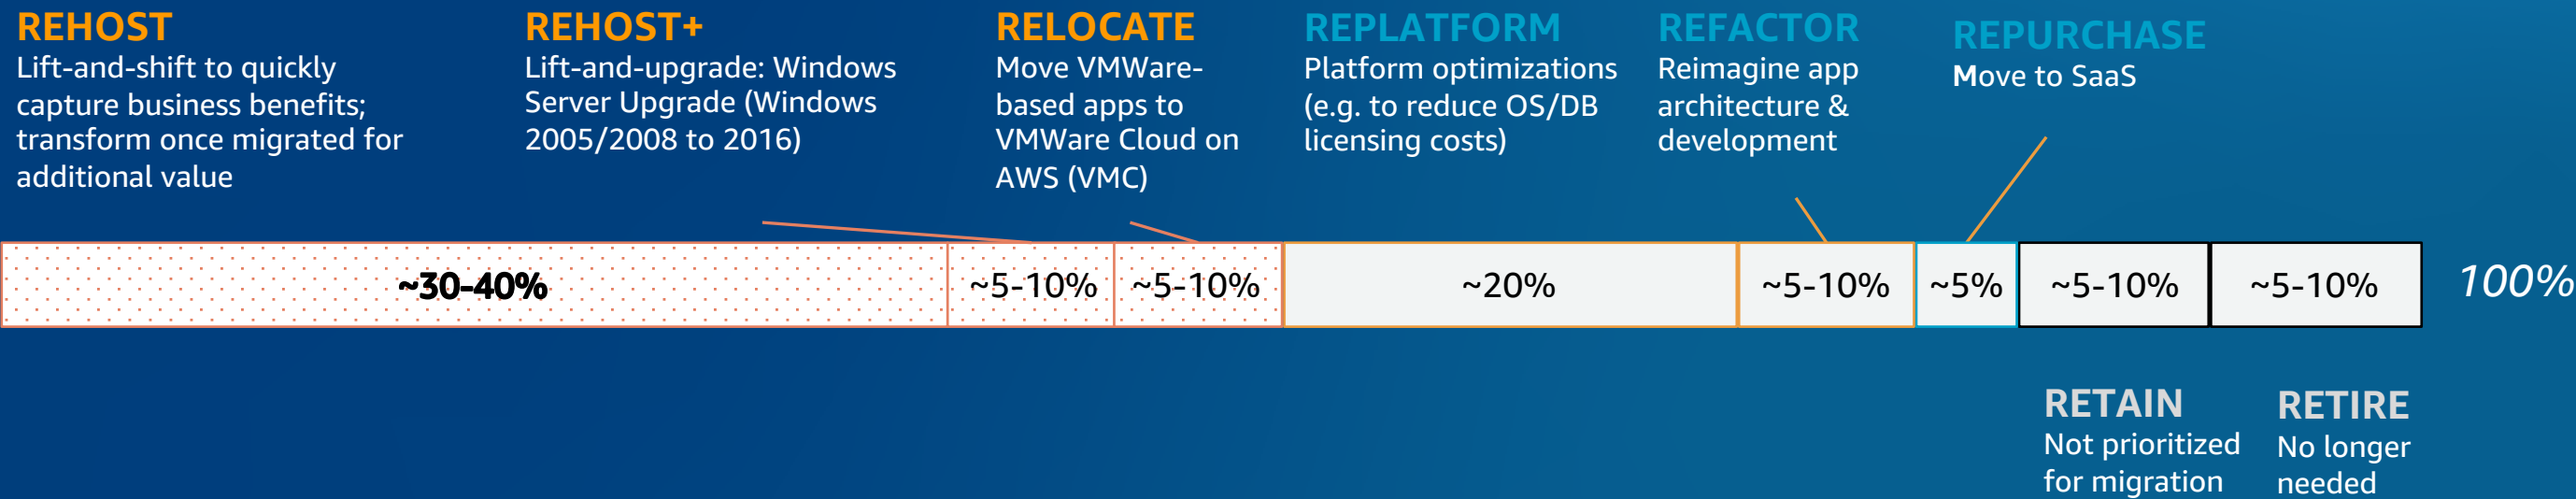 REHOST
Lift-and-shift to quickly
capture business benefits;
transform once migrated for
additional value
REHOST+
Lift-and-upgrade: Windows
Server Upgrade (Windows
2005/2008 to 2016)
RELOCATE
Move VMWare-
based apps to
VMWare Cloud on
AWS (VMC)
REPLATFORM
Platform optimizations
(e.g. to reduce OS/DB
licensing costs)
REFACTOR
Reimagine app
architecture &
development
REPURCHASE
Move to SaaS
~30-40%
~5-10%
~5-10%
~20%
~5-10%
~5%
~5-10%
~5-10%
100%
RETAIN
Not prioritized
for migration
RETIRE
No longer
needed